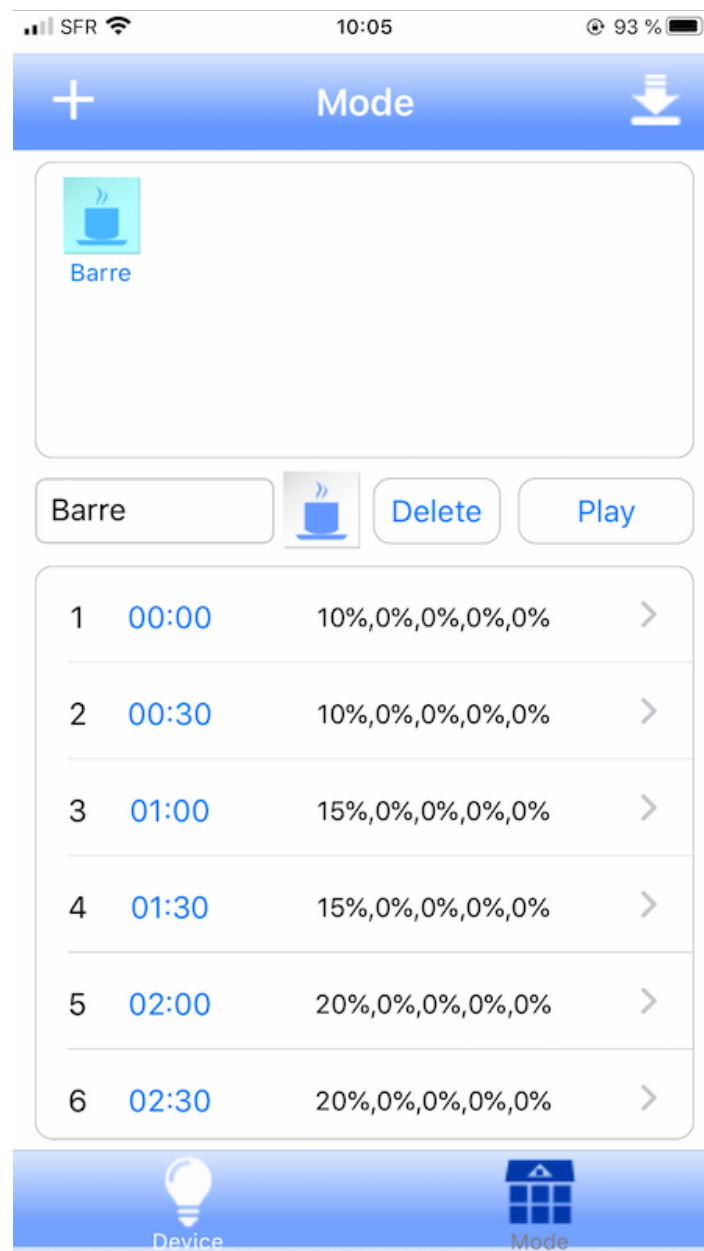 SFR 10:05 93 %
Mode
Barre
Barre Delete Play
1 00:00 10%,0%,0%,0%,0%
2 00:30 10%,0%,0%,0%,0%
3 01:00 15%,0%,0%,0%,0%
4 01:30 15%,0%,0%,0%,0%
5 02:00 20%,0%,0%,0%,0%
6 02:30 20%,0%,0%,0%,0%
Device Mode